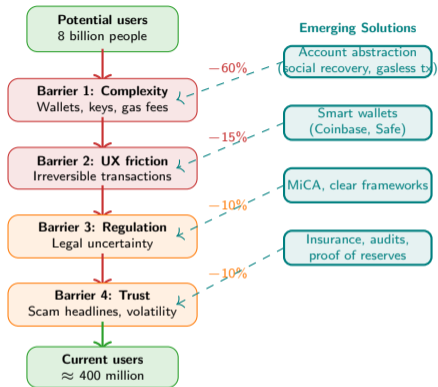 Potential users
8 billion people
Emerging Solutions
Account abstraction
(social recovery, gasless tx)
−60%
Barrier 1: Complexity
Wallets, keys, gas fees
Smart wallets
(Coinbase, Safe)
−15%
Barrier 2: UX friction
Irreversible transactions
MiCA, clear frameworks
−10%
Barrier 3: Regulation
Legal uncertainty
Insurance, audits,
proof of reserves
−10%
Barrier 4: Trust
Scam headlines, volatility
Current users
≈ 400 million